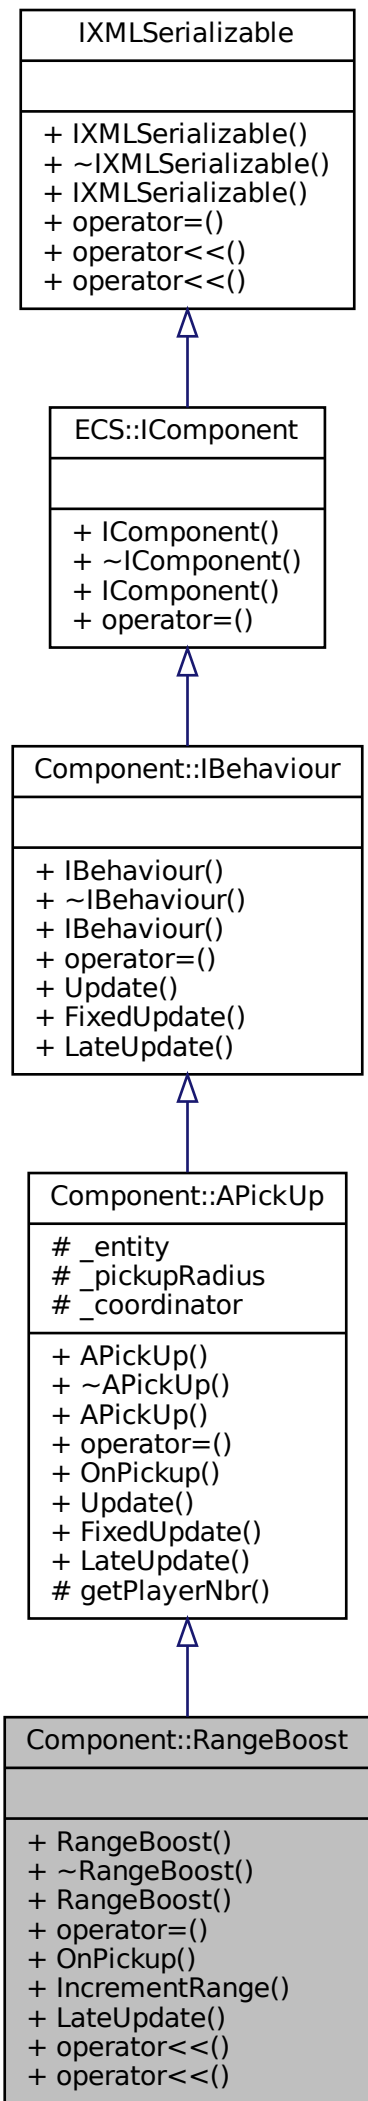 IXMLSerializable
+ IXMLSerializable()
+ ~IXMLSerializable()
+ IXMLSerializable()
+ operator=()
+ operator<<()
+ operator<<()
ECS::IComponent
+ IComponent()
+ ~IComponent()
+ IComponent()
+ operator=()
Component::IBehaviour
+ IBehaviour()
+ ~IBehaviour()
+ IBehaviour()
+ operator=()
+ Update()
+ FixedUpdate()
+ LateUpdate()
Component::APickUp
# _entity
# _pickupRadius
# _coordinator
+ APickUp()
+ ~APickUp()
+ APickUp()
+ operator=()
+ OnPickup()
+ Update()
+ FixedUpdate()
+ LateUpdate()
# getPlayerNbr()
Component::RangeBoost
+ RangeBoost()
+ ~RangeBoost()
+ RangeBoost()
+ operator=()
+ OnPickup()
+ IncrementRange()
+ LateUpdate()
+ operator<<()
+ operator<<()